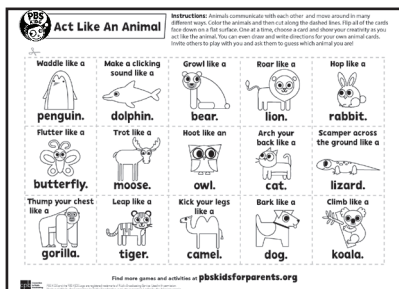 PBS
KIDS
Act Like An Animal
Instructions: Animals communicate with each other and move around in many
different ways. Color the animals and then cut along the dashed lines. Flip all of the cards
face down on a flat surface. One at a time, choose a card and show your creativity as you
act like the animal. You can even draw and write directions for your own animal cards.
Invite others to play with you and ask them to guess which animal you are!
Waddle like a
penguin.
Make a clicking
sound like a
dolphin.
Growl like a
bear.
Roar like a
lion.
Hop like a
rabbit.
Flutter like a
butterfly.
Trot like a
moose.
Hoot like an
owl.
Arch your
back like a
cat.
Scamper across
the ground like a
lizard.
Thump your chest
like a
gorilla.
Leap like a
tiger.
Kick your legs
like a
camel.
Bark like a
dog.
Climb like a
koala.
Find more games and activities at pbskidsforparents.org